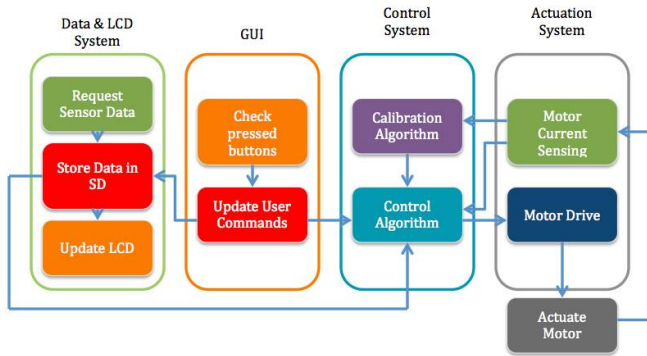 Data & LCD
System
GUI
Control
System
Actuation
System
Request
Sensor Data
Store Data in
SD
Update LCD
Check
pressed
buttons
Update User
Commands
Calibration
Algorithm
Control
Algorithm
Motor
Current
Sensing
Motor Drive
Actuate
Motor